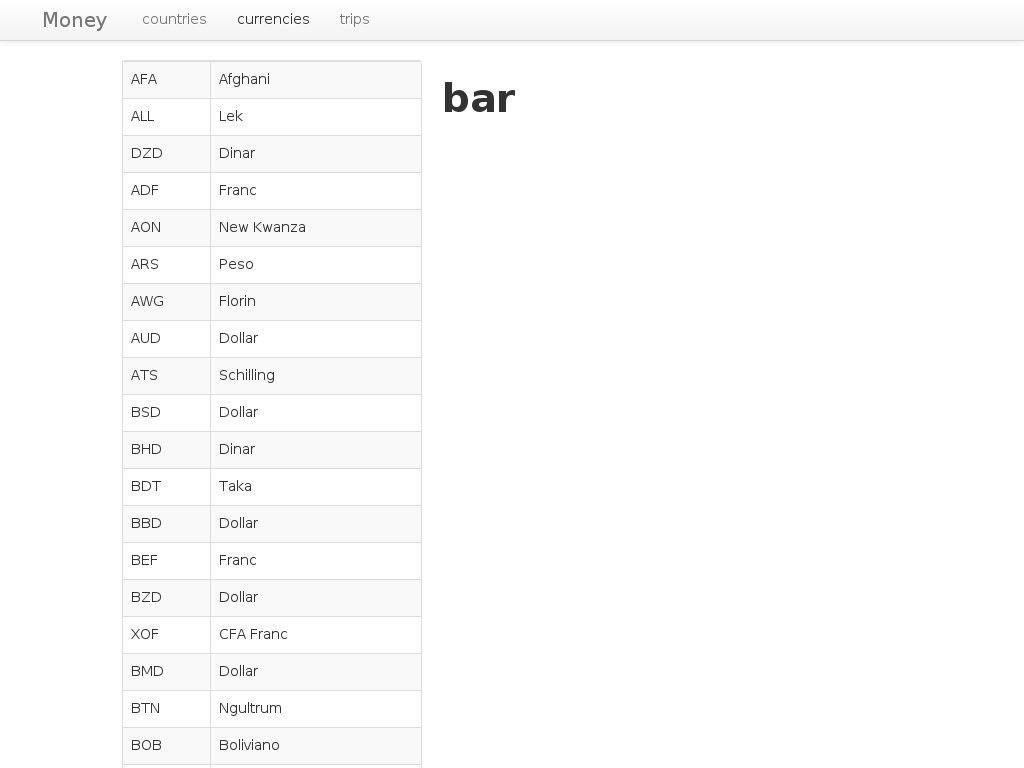 Money countries currencies trips
AFA Afghani
bar
ALL Lek
DZD Dinar
ADF Franc
AON New Kwanza
ARS Peso
AWG Florin
AUD Dollar
ATS Schilling
BSD Dollar
BHD Dinar
BDT Taka
BBD Dollar
BEF Franc
BZD Dollar
XOF CFA Franc
BMD Dollar
BTN Ngultrum
BOB Boliviano